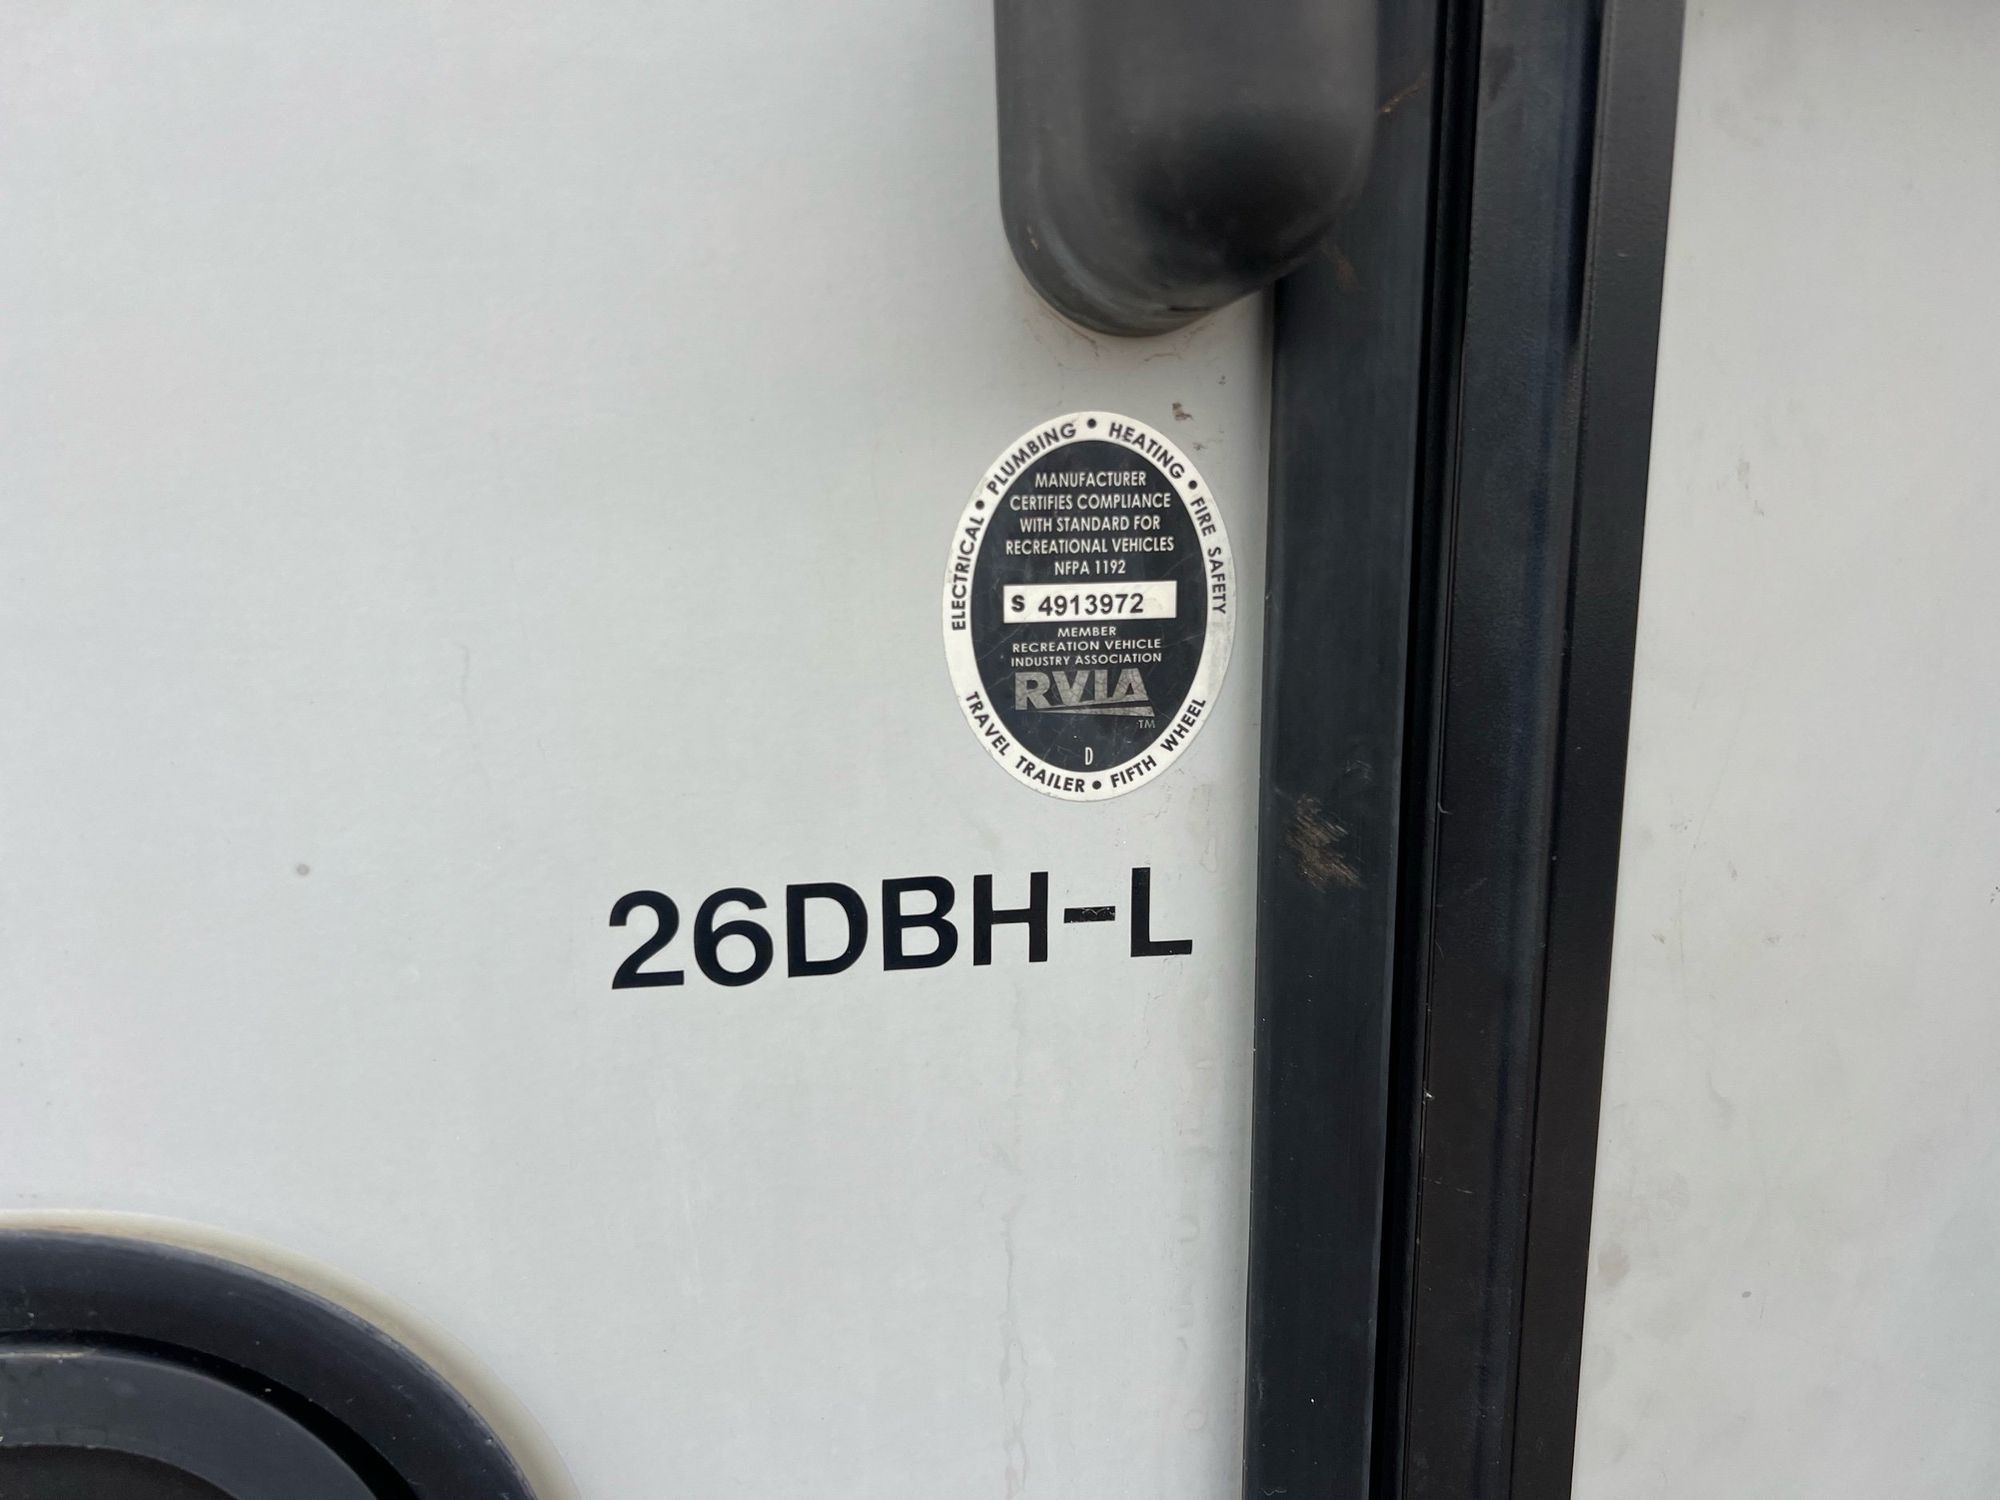 ELECTRICAL • PLUMBING • HEATING • FIRE SAFETY
MANUFACTURER
CERTIFIES COMPLIANCE
WITH STANDARD FOR
RECREATIONAL VEHICLES
NFPA 1192
S 4913972
MEMBER
RECREATION VEHICLE
INDUSTRY ASSOCIATION
RVIA
TM
D
TRAVEL TRAILER • FIFTH WHEEL
26DBH-L